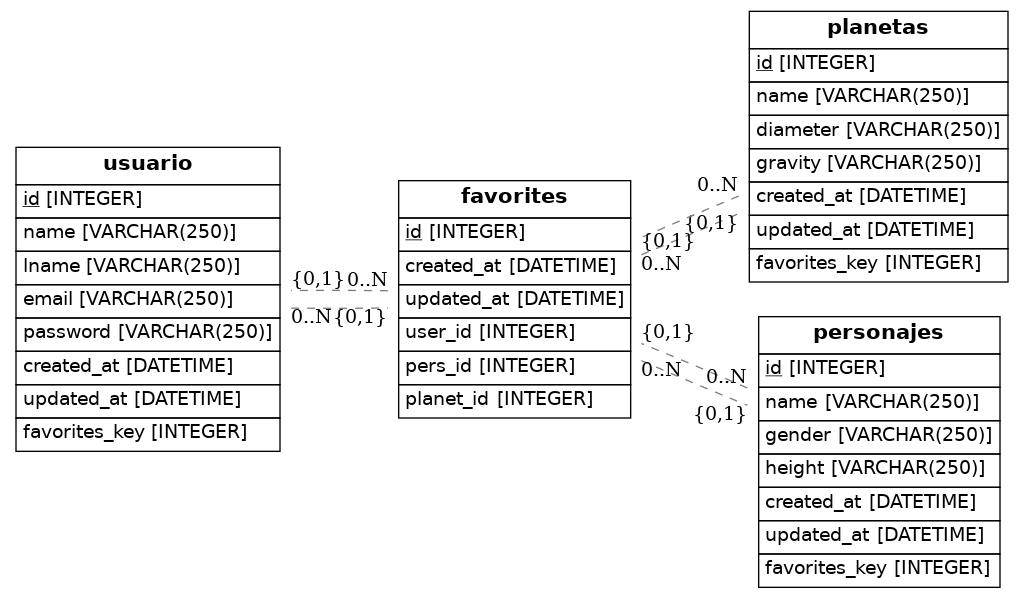 usuario
id [INTEGER]
name [VARCHAR(250)]
lname [VARCHAR(250)]
email [VARCHAR(250)]
password [VARCHAR(250)]
created_at [DATETIME]
updated_at [DATETIME]
favorites_key [INTEGER]
{0,1} 0..N
0..N {0,1}
favorites
id [INTEGER]
created_at [DATETIME]
updated_at [DATETIME]
user_id [INTEGER]
pers_id [INTEGER]
planet_id [INTEGER]
0..N
{0,1}
{0,1}
0..N
{0,1}
0..N
0..N
{0,1}
planetas
id [INTEGER]
name [VARCHAR(250)]
diameter [VARCHAR(250)]
gravity [VARCHAR(250)]
created_at [DATETIME]
updated_at [DATETIME]
favorites_key [INTEGER]
personajes
id [INTEGER]
name [VARCHAR(250)]
gender [VARCHAR(250)]
height [VARCHAR(250)]
created_at [DATETIME]
updated_at [DATETIME]
favorites_key [INTEGER]